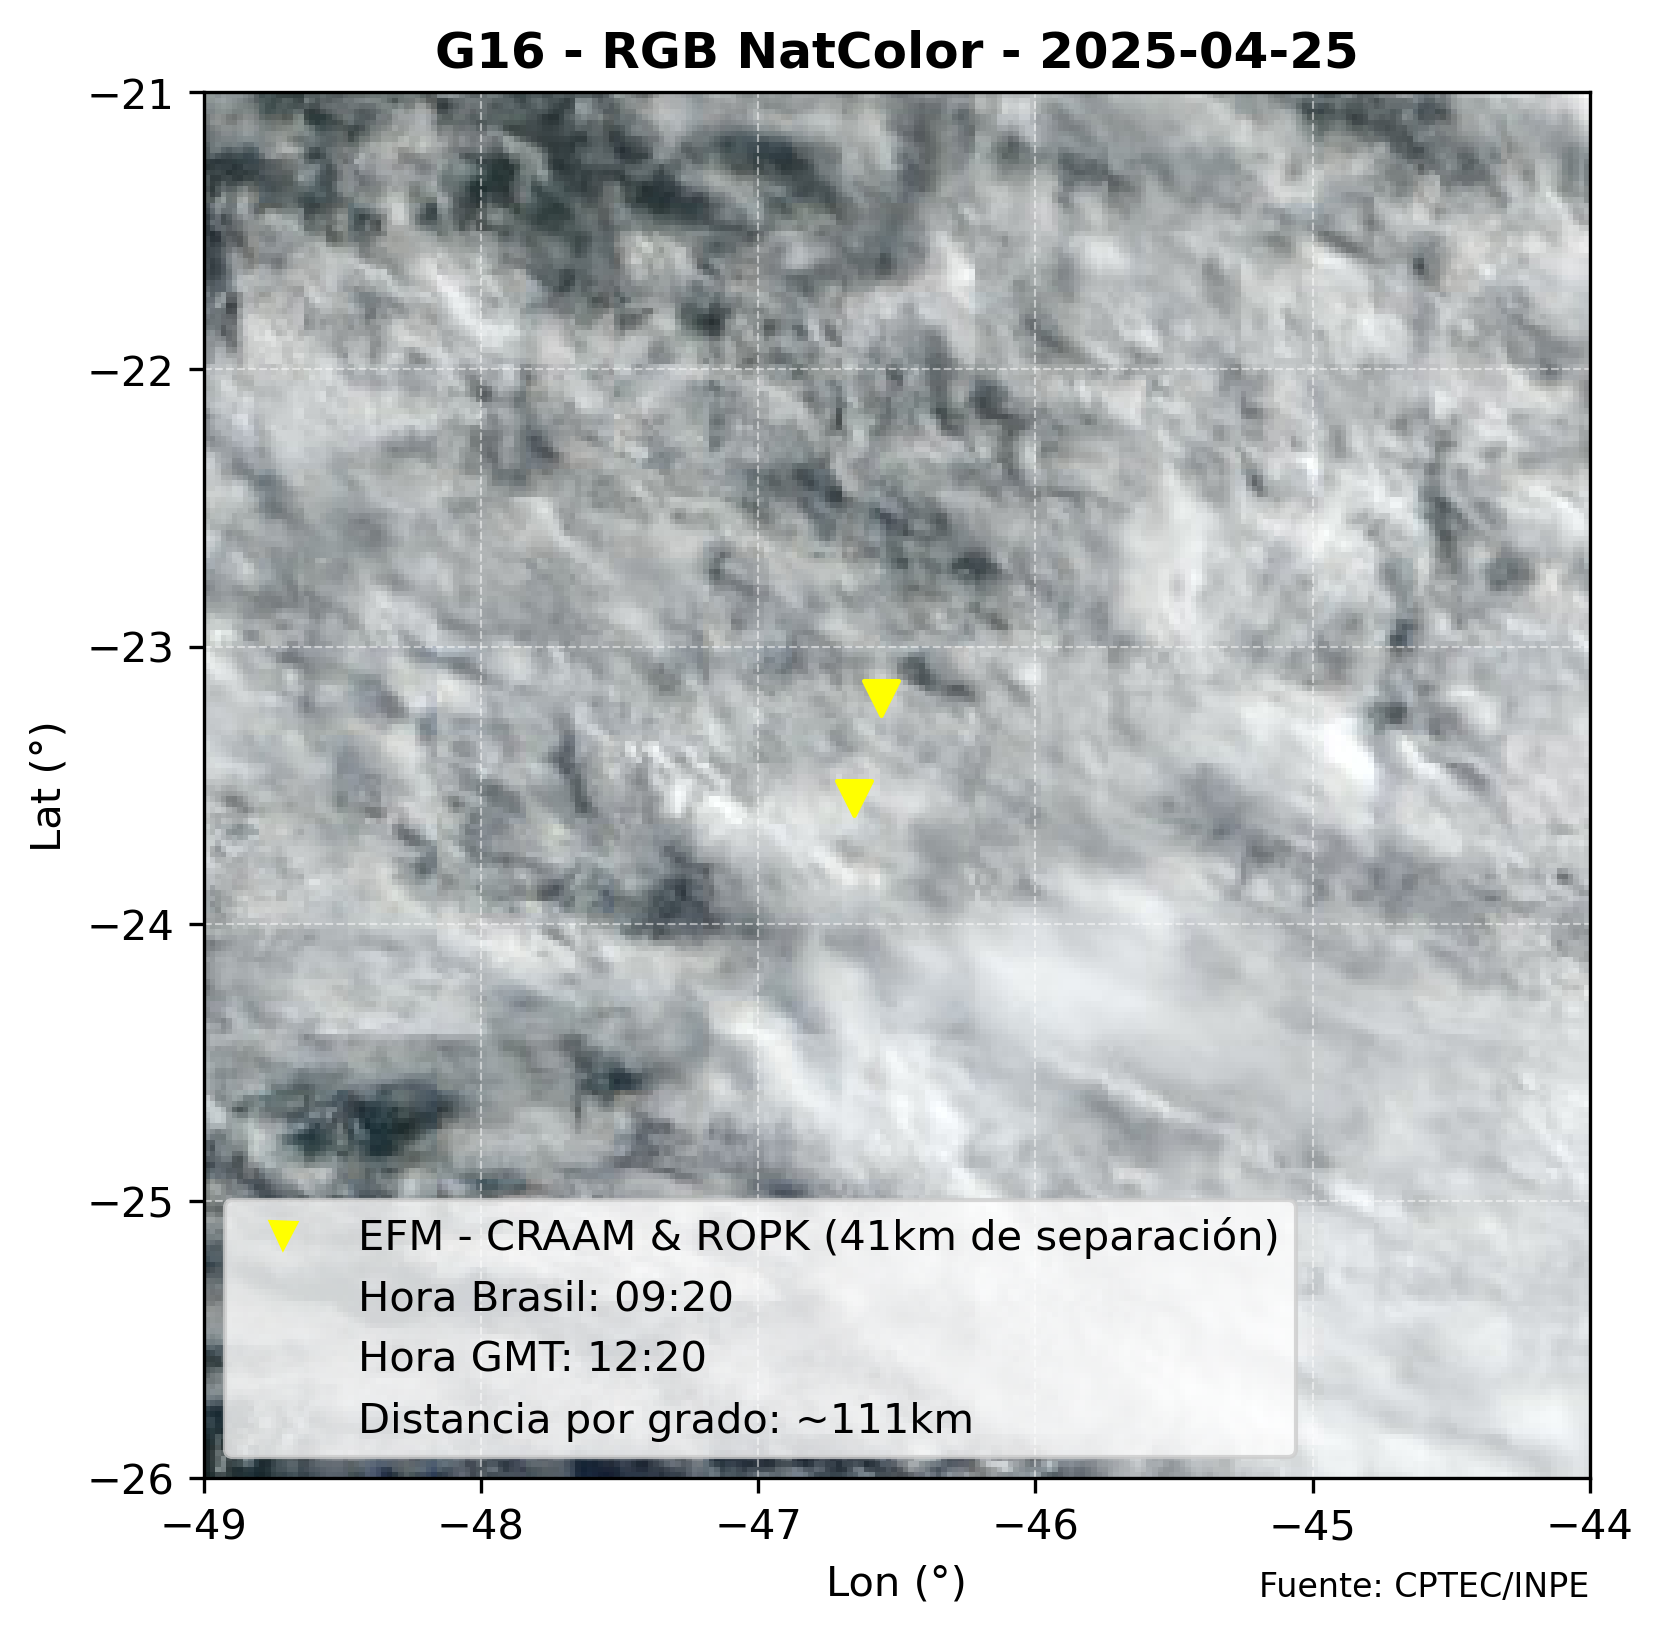 G16 - RGB NatColor - 2025-04-25
−21
−22
−23
−24
−25
−26
Lat (°)
EFM - CRAAM & ROPK (41km de separación)
Hora Brasil: 09:20
Hora GMT: 12:20
Distancia por grado: ~111km
−49 −48 −47 −46 −45 −44
Lon (°)
Fuente: CPTEC/INPE